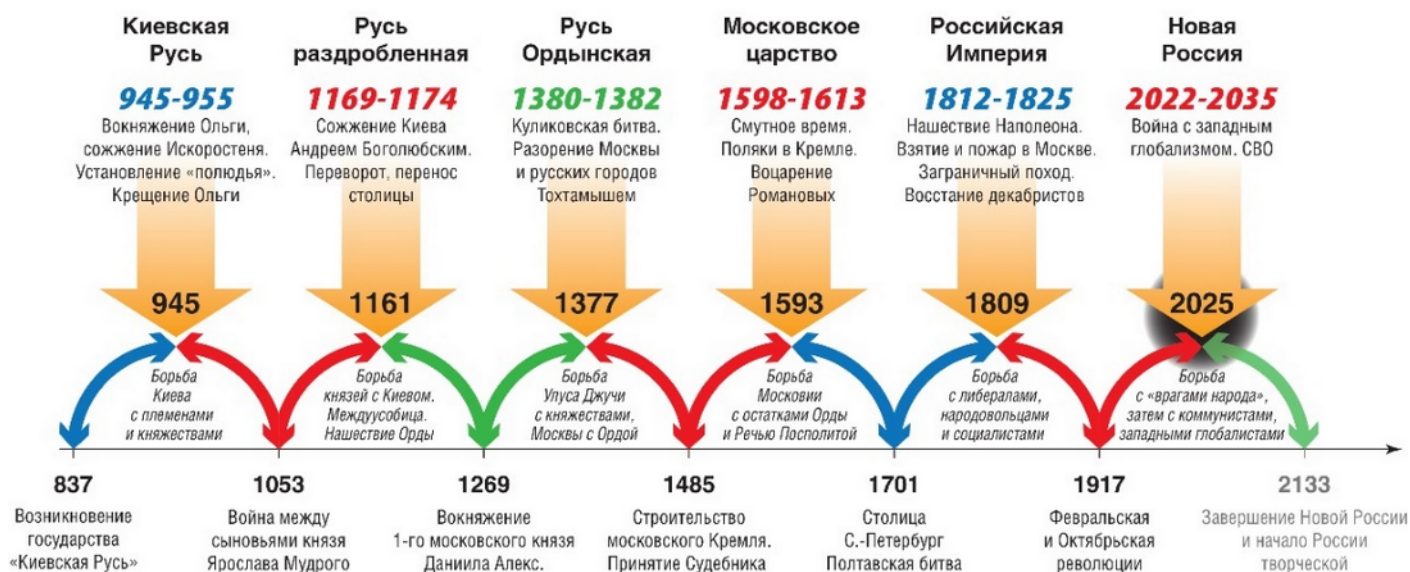 Киевская
Русь
945-955
Вокняжение Ольги,
сожжение Искоростеня.
Установление «полюдья».
Крещение Ольги
945
Русь
раздробленная
1169-1174
Сожжение Киева
Андреем Боголюбским.
Переворот, перенос
столицы
1161
Русь
Ордынская
1380-1382
Куликовская битва.
Разорение Москвы
и русских городов
Тохтамышем
1377
Московское
царство
1598-1613
Смутное время.
Поляки в Кремле.
Воцарение
Романовых
1593
Российская
Империя
1812-1825
Нашествие Наполеона.
Взятие и пожар в Москве.
Заграничный поход.
Восстание декабристов
1809
Новая
Россия
2022-2035
Война с западным
глобализмом. СВО
2025
Борьба
Киева
с племенами
и княжествами
Борьба
князей с Киевом.
Междуусобица.
Нашествие Орды
Борьба
Улуса Джучи
с княжествами,
Москвы с Ордой
Борьба
Московии
с остатками Орды
и Речью Посполитой
Борьба
с либералами,
народовольцами
и социалистами
Борьба
с «врагами народа»,
затем с коммунистами,
западными глобалистами
837
Возникновение
государства
«Киевская Русь»
1053
Война между
сыновьями князя
Ярослава Мудрого
1269
Вокняжение
1-го московского князя
Даниила Алекс.
1485
Строительство
московского Кремля.
Принятие Судебника
1701
Столица
С.-Петербург
Полтавская битва
1917
Февральская
и Октябрьская
революции
2133
Завершение Новой России
и начало России
творческой